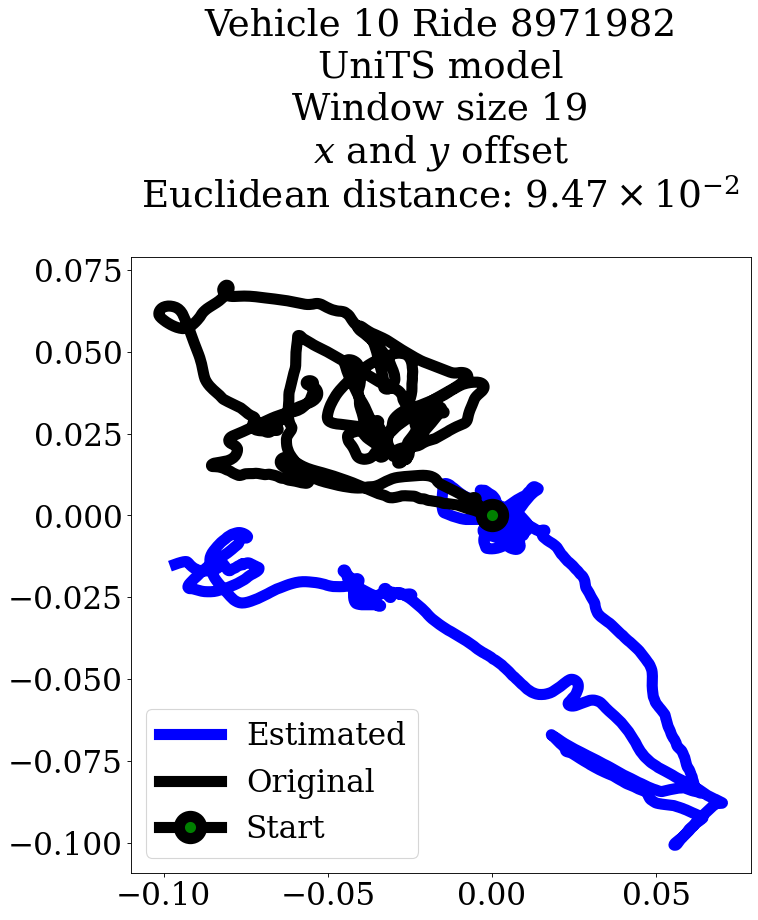 Vehicle 10 Ride 8971982
UniTS model
Window size 19
x and y offset
Euclidean distance: 9.47 × 10⁻²
0.075
0.050
0.025
0.000
−0.025
−0.050
−0.075
−0.100
Estimated
Original
Start
−0.10
−0.05
0.00
0.05